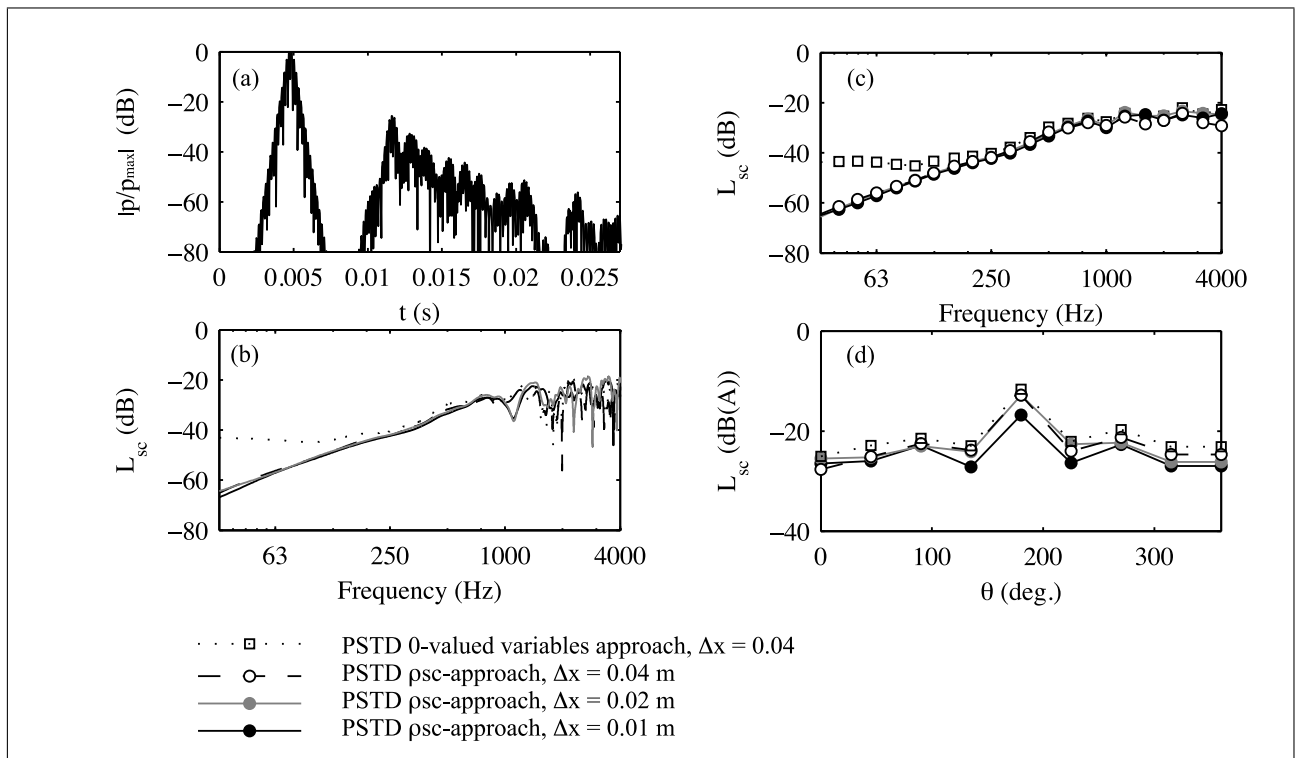 (a)
|p/pmax| (dB)
0
−20
−40
−60
−80
0 0.005 0.01 0.015 0.02 0.025
t (s)
(b)
Lsc (dB)
0
−20
−40
−60
−80
63 250 1000 4000
Frequency (Hz)
(c)
Lsc (dB)
0
−20
−40
−60
−80
63 250 1000 4000
Frequency (Hz)
(d)
Lsc (dB(A))
0
−20
−40
0 100 200 300
θ (deg.)
PSTD 0-valued variables approach, Δx = 0.04
PSTD ρsc-approach, Δx = 0.04 m
PSTD ρsc-approach, Δx = 0.02 m
PSTD ρsc-approach, Δx = 0.01 m